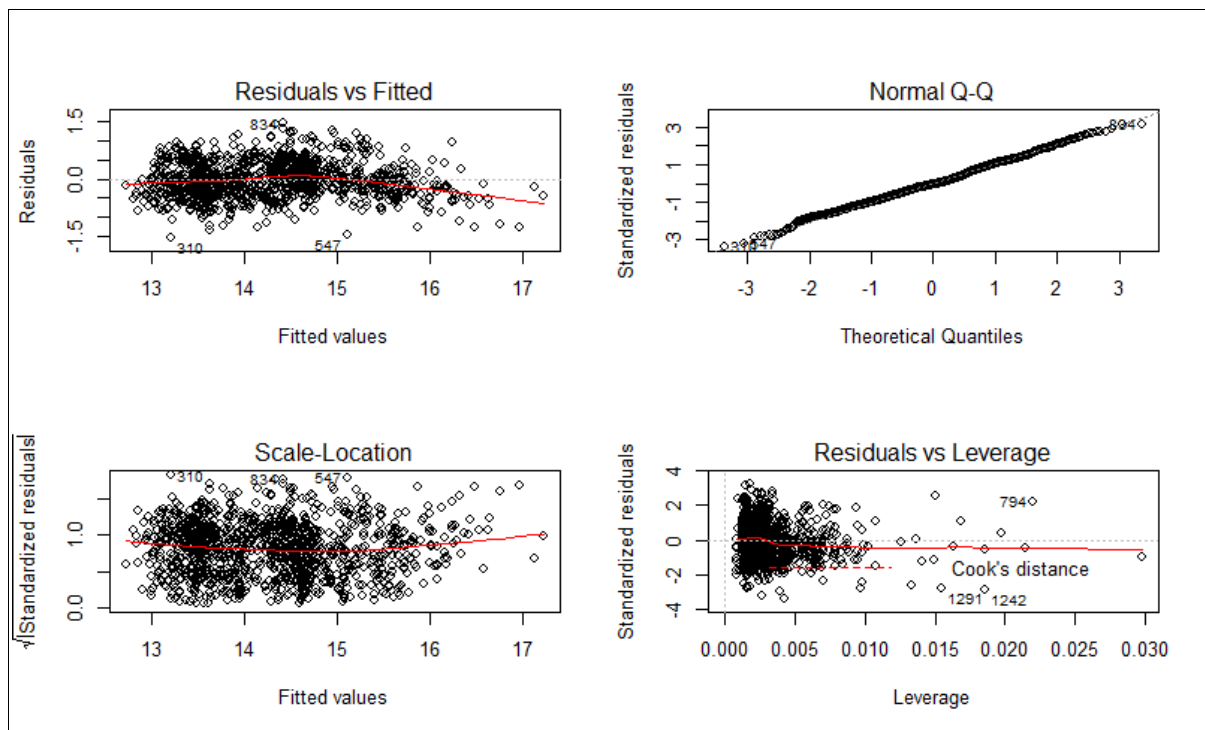 Residuals vs Fitted
Residuals
1.5
0.0
-1.5
834
310
547
13 14 15 16 17
Fitted values
Normal Q-Q
Standardized residuals
3
1
-1
-3
834
310
547
-3 -2 -1 0 1 2 3
Theoretical Quantiles
Scale-Location
√|Standardized residuals|
1.0
0.0
310
834
547
13 14 15 16 17
Fitted values
Residuals vs Leverage
Standardized residuals
4
2
0
-2
-4
794
Cook's distance
1291
1242
0.000 0.005 0.010 0.015 0.020 0.025 0.030
Leverage